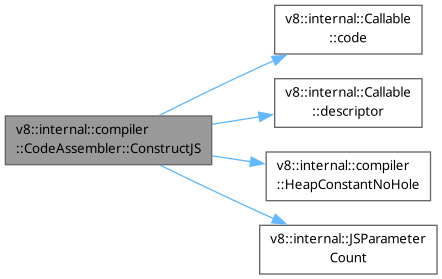 v8::internal::Callable
::code
v8::internal::Callable
::descriptor
v8::internal::compiler
::CodeAssembler::ConstructJS
v8::internal::compiler
::HeapConstantNoHole
v8::internal::JSParameter
Count